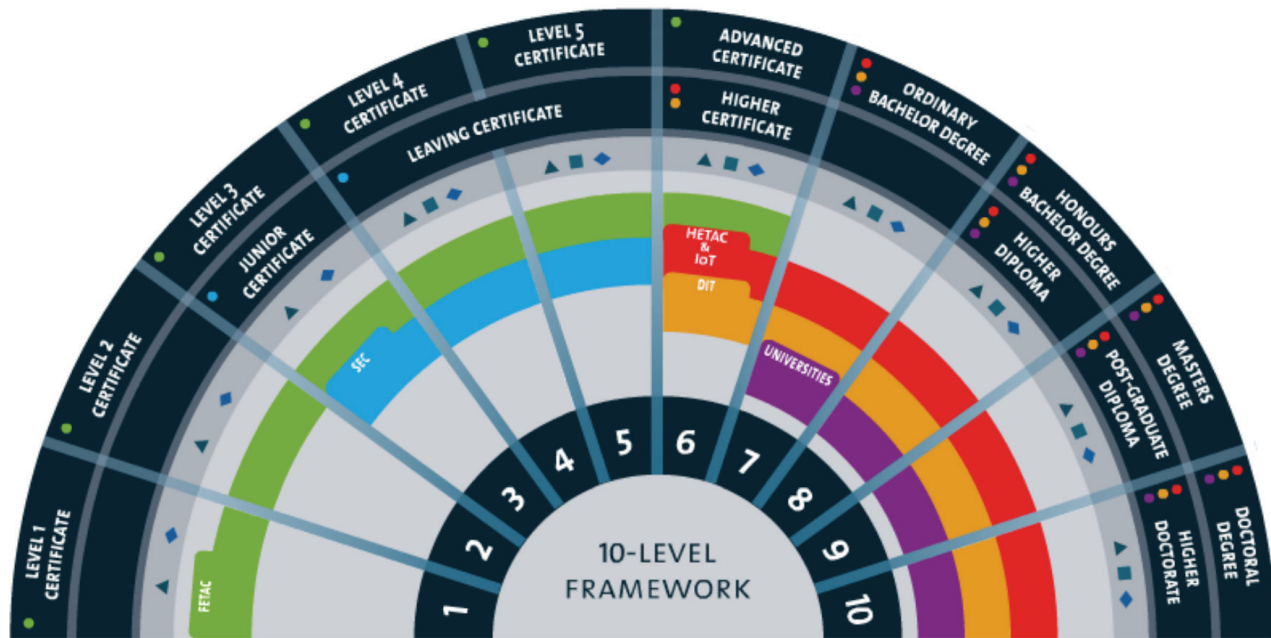 LEVEL 1
CERTIFICATE
LEVEL 2
CERTIFICATE
LEVEL 3
CERTIFICATE
LEVEL 4
CERTIFICATE
LEVEL 5
CERTIFICATE
ADVANCED
CERTIFICATE
ORDINARY
BACHELOR DEGREE
HONOURS
BACHELOR DEGREE
MASTERS
DEGREE
DOCTORAL
DEGREE
JUNIOR
CERTIFICATE
LEAVING CERTIFICATE
HIGHER
CERTIFICATE
HIGHER
DIPLOMA
POST-GRADUATE
DIPLOMA
HIGHER
DOCTORATE
FETAC
SEC
HETAC
&
IoT
DIT
UNIVERSITIES
1
2
3
4
5
6
7
8
9
10
10-LEVEL
FRAMEWORK